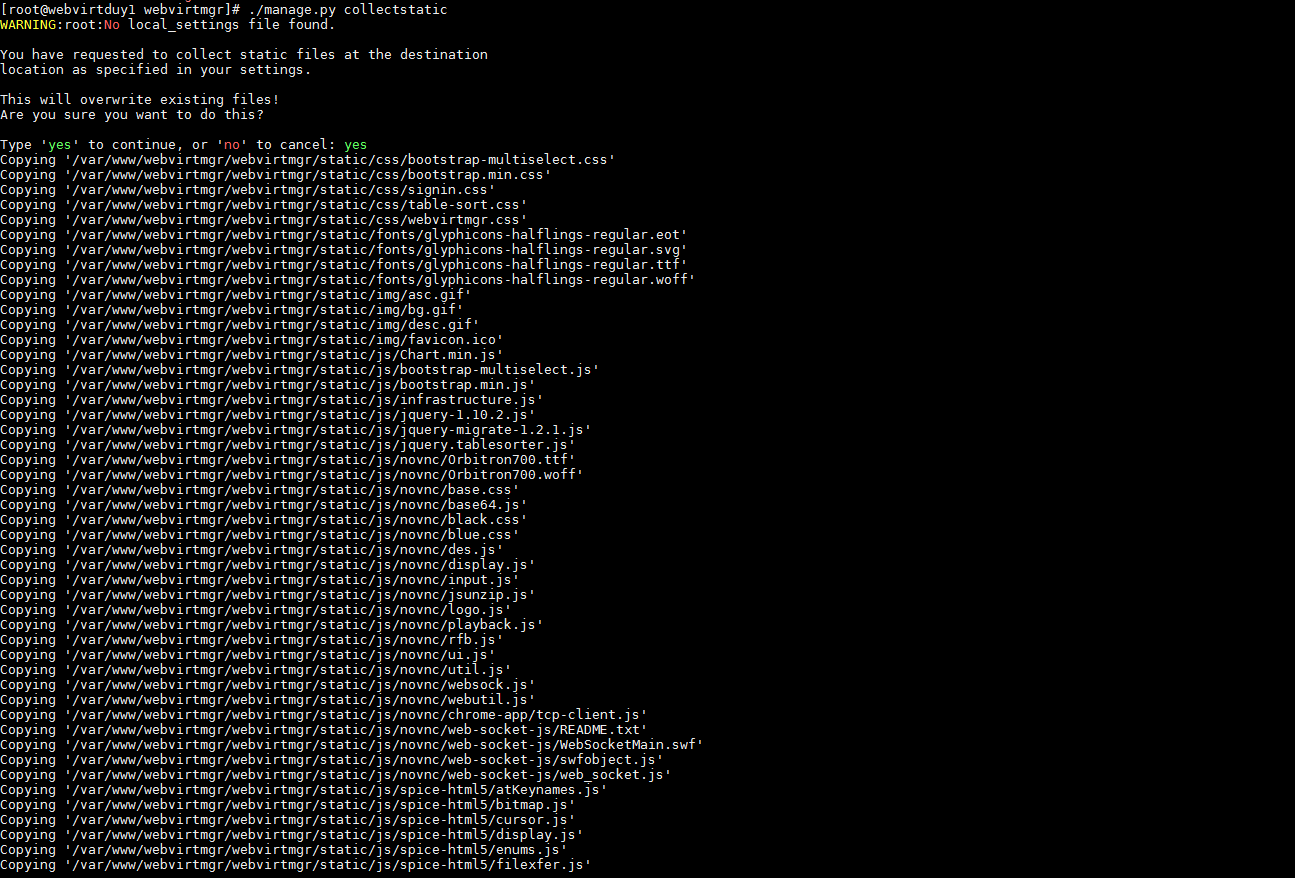 [root@webvirtduy1 webvirtmgr]# ./manage.py collectstatic
WARNING:root:No local_settings file found.
You have requested to collect static files at the destination
location as specified in your settings.
This will overwrite existing files!
Are you sure you want to do this?
Type 'yes' to continue, or 'no' to cancel: yes
Copying '/var/www/webvirtmgr/webvirtmgr/static/css/bootstrap-multiselect.css'
Copying '/var/www/webvirtmgr/webvirtmgr/static/css/bootstrap.min.css'
Copying '/var/www/webvirtmgr/webvirtmgr/static/css/signin.css'
Copying '/var/www/webvirtmgr/webvirtmgr/static/css/table-sort.css'
Copying '/var/www/webvirtmgr/webvirtmgr/static/css/webvirtmgr.css'
Copying '/var/www/webvirtmgr/webvirtmgr/static/fonts/glyphicons-halflings-regular.eot'
Copying '/var/www/webvirtmgr/webvirtmgr/static/fonts/glyphicons-halflings-regular.svg'
Copying '/var/www/webvirtmgr/webvirtmgr/static/fonts/glyphicons-halflings-regular.ttf'
Copying '/var/www/webvirtmgr/webvirtmgr/static/fonts/glyphicons-halflings-regular.woff'
Copying '/var/www/webvirtmgr/webvirtmgr/static/img/asc.gif'
Copying '/var/www/webvirtmgr/webvirtmgr/static/img/bg.gif'
Copying '/var/www/webvirtmgr/webvirtmgr/static/img/desc.gif'
Copying '/var/www/webvirtmgr/webvirtmgr/static/img/favicon.ico'
Copying '/var/www/webvirtmgr/webvirtmgr/static/js/Chart.min.js'
Copying '/var/www/webvirtmgr/webvirtmgr/static/js/bootstrap-multiselect.js'
Copying '/var/www/webvirtmgr/webvirtmgr/static/js/bootstrap.min.js'
Copying '/var/www/webvirtmgr/webvirtmgr/static/js/infrastructure.js'
Copying '/var/www/webvirtmgr/webvirtmgr/static/js/jquery-1.10.2.js'
Copying '/var/www/webvirtmgr/webvirtmgr/static/js/jquery-migrate-1.2.1.js'
Copying '/var/www/webvirtmgr/webvirtmgr/static/js/jquery.tablesorter.js'
Copying '/var/www/webvirtmgr/webvirtmgr/static/js/novnc/Orbitron700.ttf'
Copying '/var/www/webvirtmgr/webvirtmgr/static/js/novnc/Orbitron700.woff'
Copying '/var/www/webvirtmgr/webvirtmgr/static/js/novnc/base.css'
Copying '/var/www/webvirtmgr/webvirtmgr/static/js/novnc/base64.js'
Copying '/var/www/webvirtmgr/webvirtmgr/static/js/novnc/black.css'
Copying '/var/www/webvirtmgr/webvirtmgr/static/js/novnc/blue.css'
Copying '/var/www/webvirtmgr/webvirtmgr/static/js/novnc/des.js'
Copying '/var/www/webvirtmgr/webvirtmgr/static/js/novnc/display.js'
Copying '/var/www/webvirtmgr/webvirtmgr/static/js/novnc/input.js'
Copying '/var/www/webvirtmgr/webvirtmgr/static/js/novnc/jsunzip.js'
Copying '/var/www/webvirtmgr/webvirtmgr/static/js/novnc/logo.js'
Copying '/var/www/webvirtmgr/webvirtmgr/static/js/novnc/playback.js'
Copying '/var/www/webvirtmgr/webvirtmgr/static/js/novnc/rfb.js'
Copying '/var/www/webvirtmgr/webvirtmgr/static/js/novnc/ui.js'
Copying '/var/www/webvirtmgr/webvirtmgr/static/js/novnc/util.js'
Copying '/var/www/webvirtmgr/webvirtmgr/static/js/novnc/websock.js'
Copying '/var/www/webvirtmgr/webvirtmgr/static/js/novnc/webutil.js'
Copying '/var/www/webvirtmgr/webvirtmgr/static/js/novnc/chrome-app/tcp-client.js'
Copying '/var/www/webvirtmgr/webvirtmgr/static/js/novnc/web-socket-js/README.txt'
Copying '/var/www/webvirtmgr/webvirtmgr/static/js/novnc/web-socket-js/WebSocketMain.swf'
Copying '/var/www/webvirtmgr/webvirtmgr/static/js/novnc/web-socket-js/swfobject.js'
Copying '/var/www/webvirtmgr/webvirtmgr/static/js/novnc/web-socket-js/web_socket.js'
Copying '/var/www/webvirtmgr/webvirtmgr/static/js/spice-html5/atKeynames.js'
Copying '/var/www/webvirtmgr/webvirtmgr/static/js/spice-html5/bitmap.js'
Copying '/var/www/webvirtmgr/webvirtmgr/static/js/spice-html5/cursor.js'
Copying '/var/www/webvirtmgr/webvirtmgr/static/js/spice-html5/display.js'
Copying '/var/www/webvirtmgr/webvirtmgr/static/js/spice-html5/enums.js'
Copying '/var/www/webvirtmgr/webvirtmgr/static/js/spice-html5/filexfer.js'